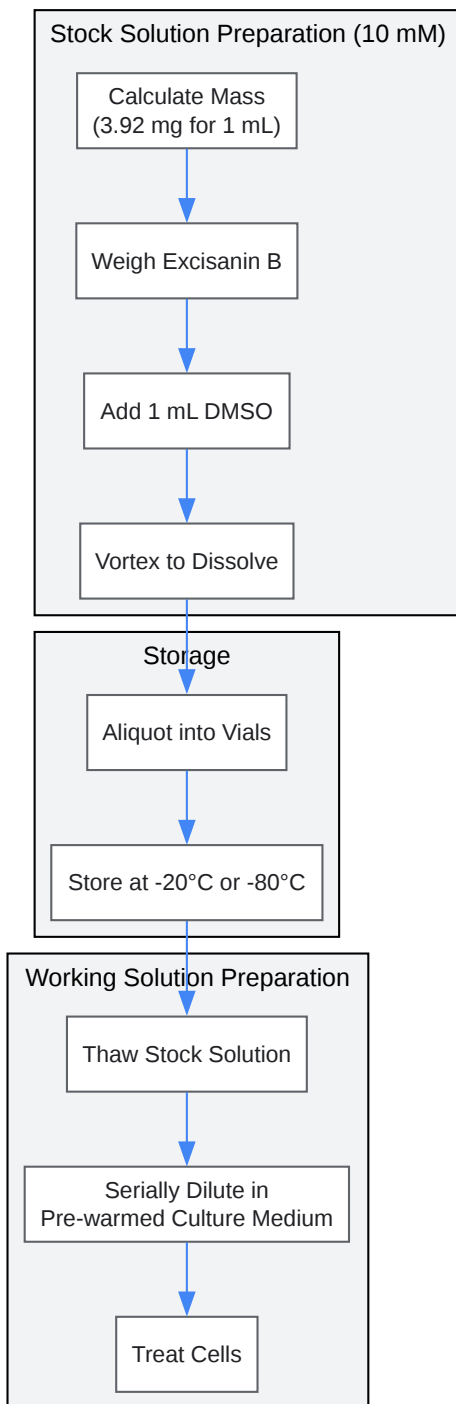 Stock Solution Preparation (10 mM)
Calculate Mass
(3.92 mg for 1 mL)
Weigh Excisanin B
Add 1 mL DMSO
Vortex to Dissolve
Storage
Aliquot into Vials
Store at -20°C or -80°C
Working Solution Preparation
Thaw Stock Solution
Serially Dilute in
Pre-warmed Culture Medium
Treat Cells